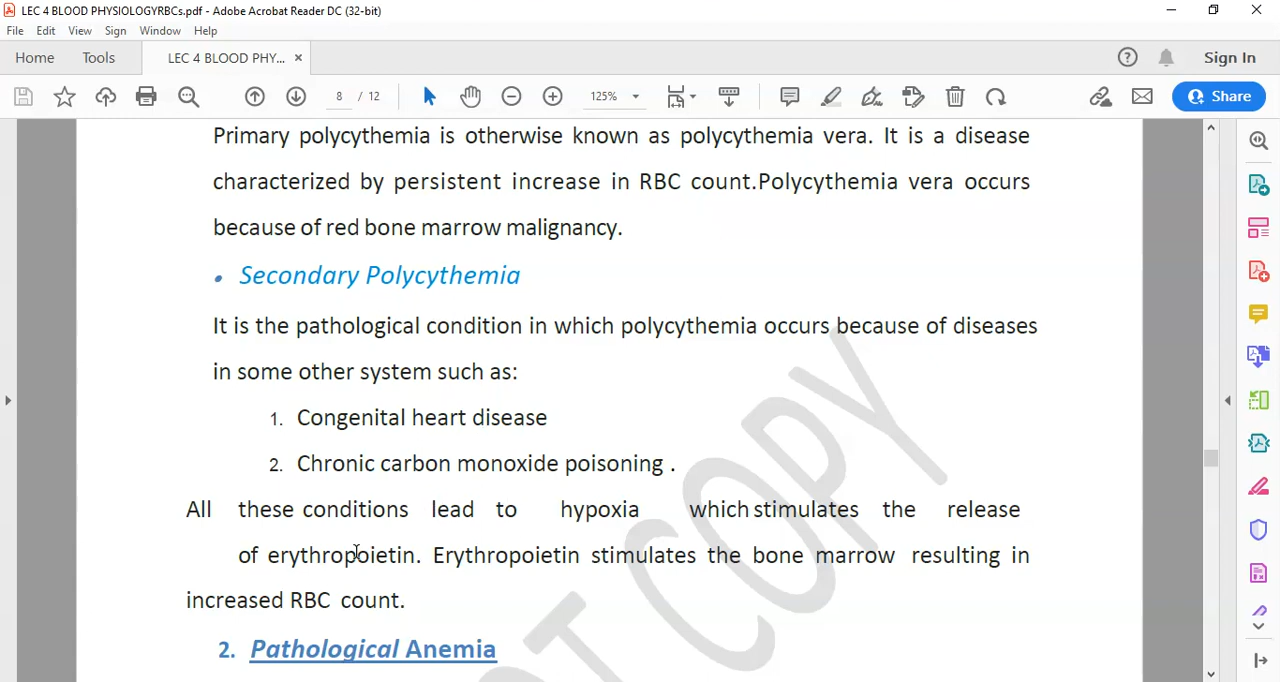 LEC 4 BLOOD PHYSIOLOGYRBCs.pdf - Adobe Acrobat Reader DC (32-bit)
File Edit View Sign Window Help
Home Tools LEC 4 BLOOD PHY... × Sign In
8 / 12 125% Share
Primary polycythemia is otherwise known as polycythemia vera. It is a disease
characterized by persistent increase in RBC count.Polycythemia vera occurs
because of red bone marrow malignancy.
• Secondary Polycythemia
It is the pathological condition in which polycythemia occurs because of diseases
in some other system such as:
1. Congenital heart disease
2. Chronic carbon monoxide poisoning .
All these conditions lead to hypoxia which stimulates the release
of erythropoietin. Erythropoietin stimulates the bone marrow resulting in
increased RBC count.
2. Pathological Anemia
COPY